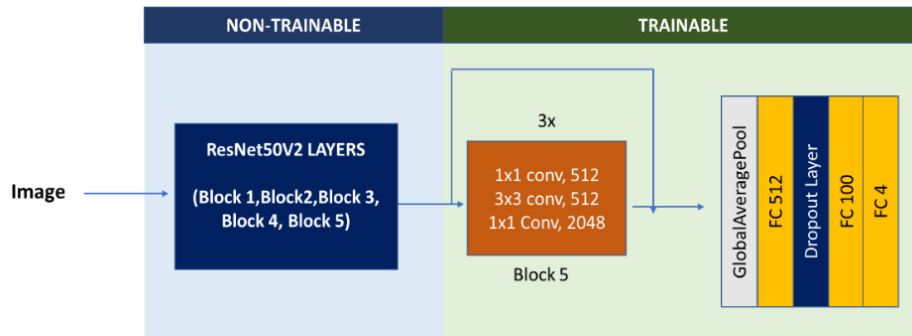 NON-TRAINABLE
TRAINABLE
Image
ResNet50V2 LAYERS
(Block 1,Block2,Block 3,
Block 4, Block 5)
3x
1x1 conv, 512
3x3 conv, 512
1x1 Conv, 2048
Block 5
GlobalAveragePool
FC 512
Dropout Layer
FC 100
FC 4